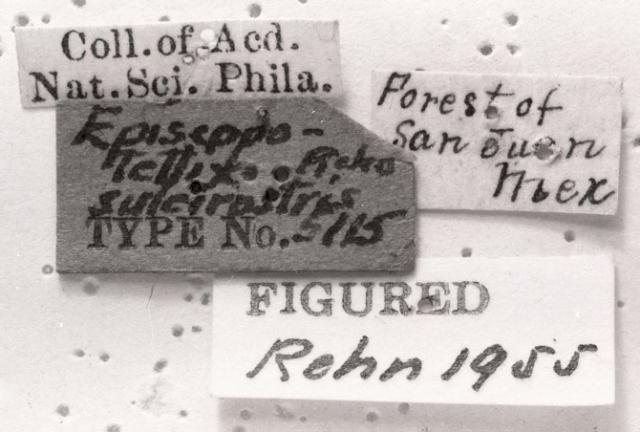 Coll. of Acd.
Nat. Sci. Phila.
Episcopo-
tettix Rehn
sulcirostris
TYPE No. 5115
Forest of
San Juan
Mex
FIGURED
Rehn 1955